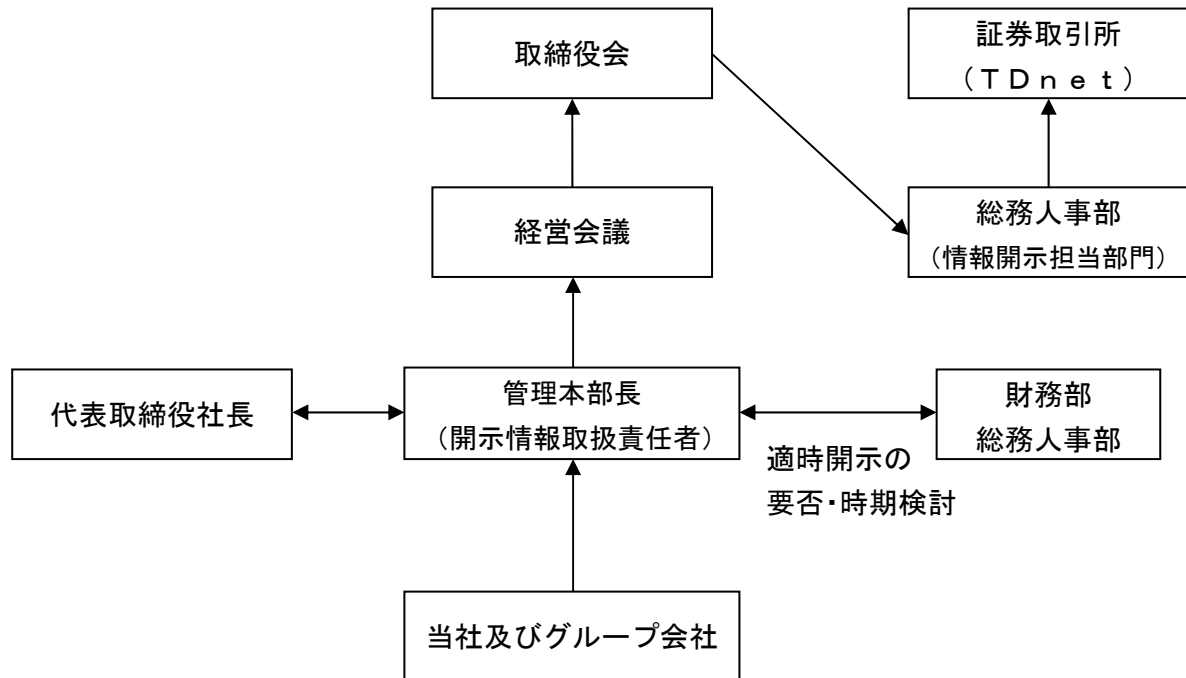 取締役会
証券取引所
（ＴＤｎｅｔ）
経営会議
総務人事部
（情報開示担当部門）
代表取締役社長
管理本部長
（開示情報取扱責任者）
財務部
総務人事部
適時開示の
要否・時期検討
当社及びグループ会社